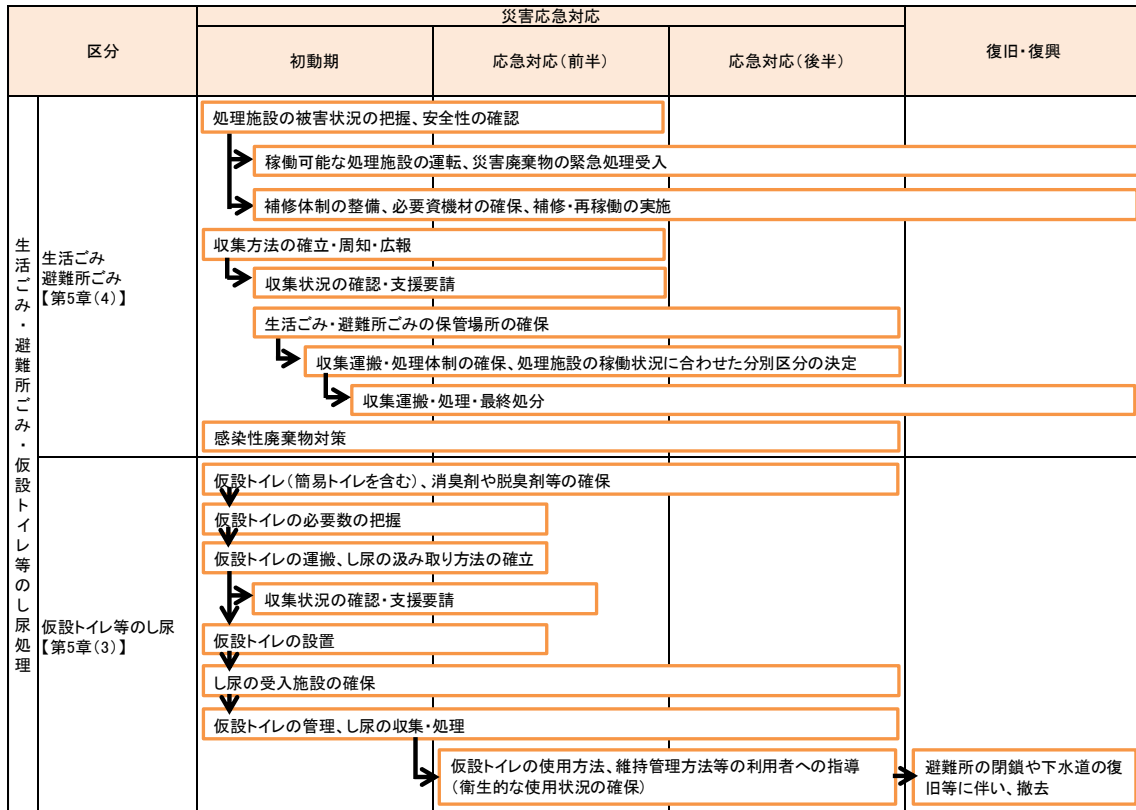 区分
災害応急対応
初動期
応急対応(前半)
応急対応(後半)
復旧・復興
生活ごみ・避難所ごみ・仮設トイレ等のし尿処理
生活ごみ
避難所ごみ
【第5章(4)】
処理施設の被害状況の把握、安全性の確認
稼働可能な処理施設の運転、災害廃棄物の緊急処理受入
補修体制の整備、必要資機材の確保、補修・再稼働の実施
収集方法の確立・周知・広報
収集状況の確認・支援要請
生活ごみ・避難所ごみの保管場所の確保
収集運搬・処理体制の確保、処理施設の稼働状況に合わせた分別区分の決定
収集運搬・処理・最終処分
感染性廃棄物対策
仮設トイレ等のし尿
【第5章(3)】
仮設トイレ(簡易トイレを含む)、消臭剤や脱臭剤等の確保
仮設トイレの必要数の把握
仮設トイレの運搬、し尿の汲み取り方法の確立
収集状況の確認・支援要請
仮設トイレの設置
し尿の受入施設の確保
仮設トイレの管理、し尿の収集・処理
仮設トイレの使用方法、維持管理方法等の利用者への指導
(衛生的な使用状況の確保)
避難所の閉鎖や下水道の復
旧等に伴い、撤去